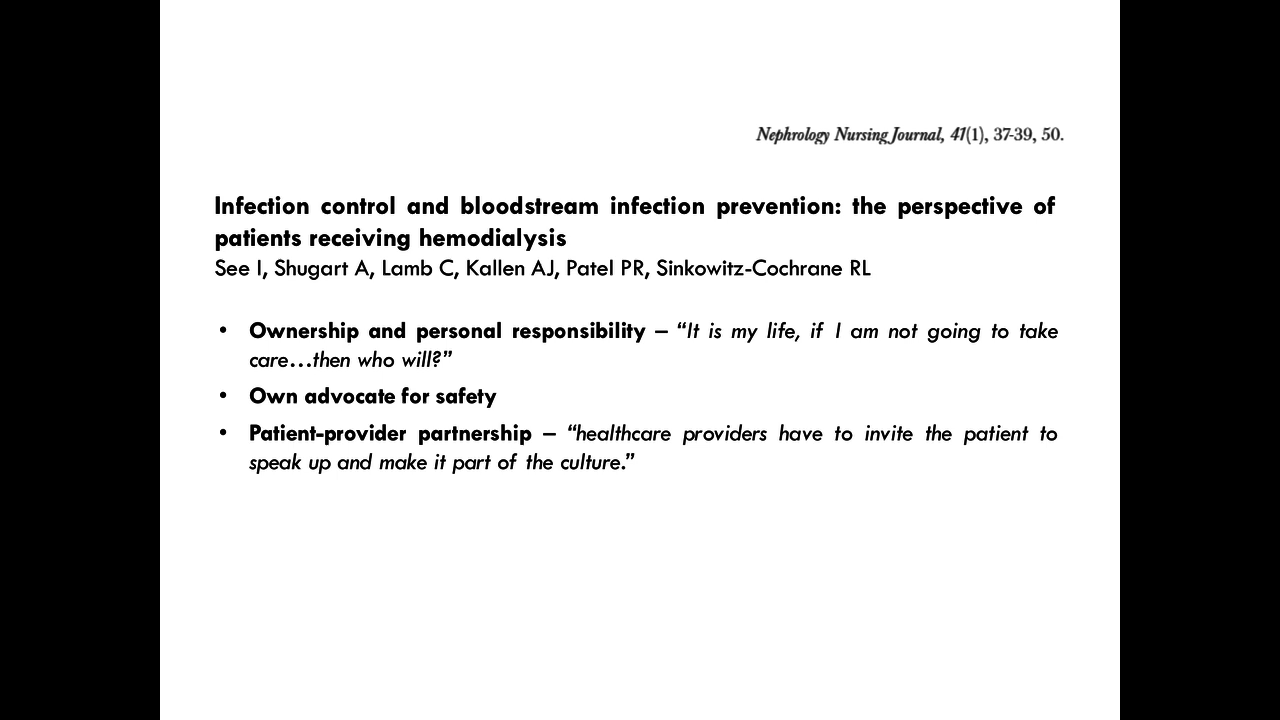 Nephrology Nursing Journal, 41(1), 37-39, 50.
Infection control and bloodstream infection prevention: the perspective of
patients receiving hemodialysis
See I, Shugart A, Lamb C, Kallen AJ, Patel PR, Sinkowitz-Cochrane RL
• Ownership and personal responsibility – “It is my life, if I am not going to take
care…then who will?”
• Own advocate for safety
• Patient-provider partnership – “healthcare providers have to invite the patient to
speak up and make it part of the culture.”